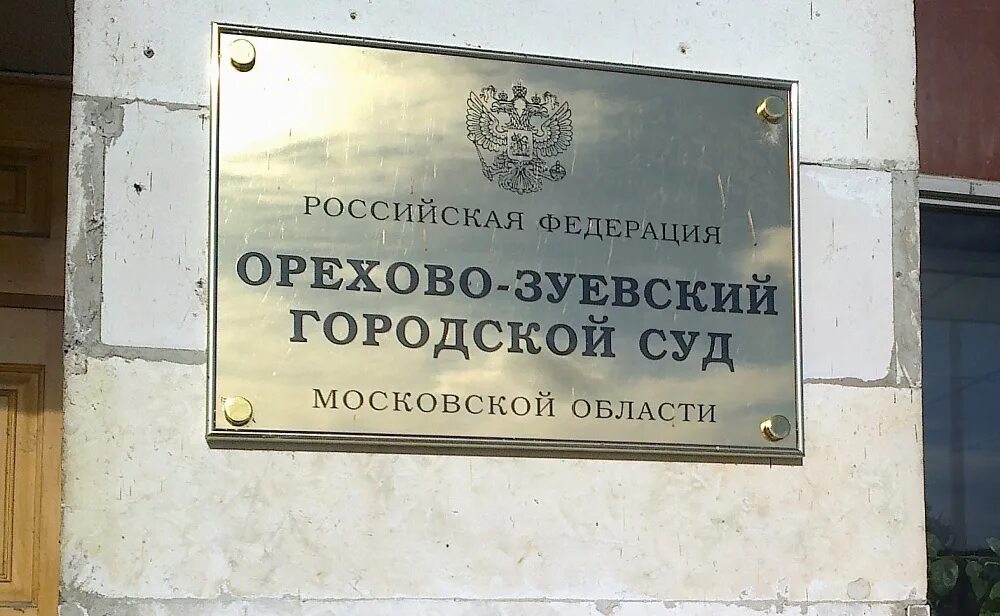 РОССИЙСКАЯ ФЕДЕРАЦИЯ
ОРЕХОВО-ЗУЕВСКИЙ
ГОРОДСКОЙ СУД
МОСКОВСКОЙ ОБЛАСТИ